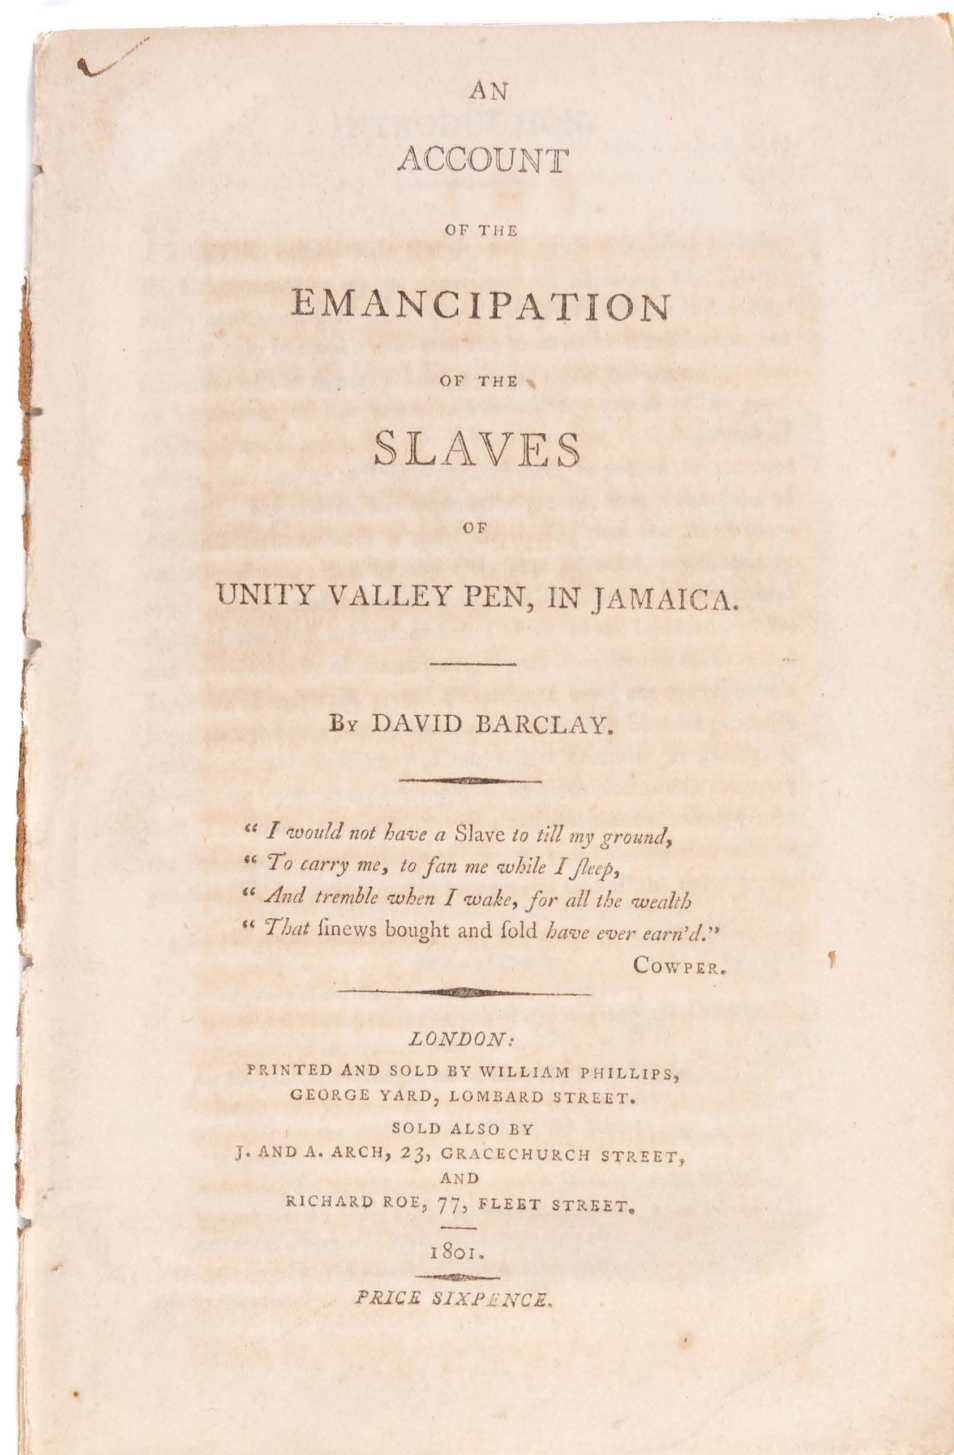 AN
ACCOUNT
OF THE
EMANCIPATION
OF THE
SLAVES
OF
UNITY VALLEY PEN, IN JAMAICA.
By DAVID BARCLAY.
“ I would not have a Slave to till my ground,
“ To carry me, to fan me while I ſleep,
“ And tremble when I wake, for all the wealth
“ That ſinews bought and ſold have ever earn’d.”
COWPER.
LONDON:
PRINTED AND SOLD BY WILLIAM PHILLIPS,
GEORGE YARD, LOMBARD STREET.
SOLD ALSO BY
J. AND A. ARCH, 23, GRACECHURCH STREET,
AND
RICHARD ROE, 77, FLEET STREET.
1801.
PRICE SIXPENCE.